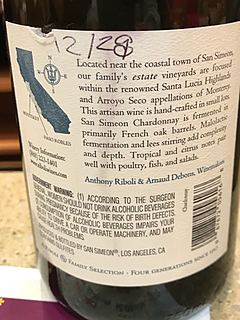 12/28
Located near the coastal town of San Simeon,
our family's estate vineyards are focused
within the renowned Santa Lucia Highlands
and Arroyo Seco appellations of Monterey.
This artisan wine is hand-crafted in small lots.
San Simeon Chardonnay is fermented in
primarily French oak barrels. Malolactic
fermentation and lees stirring add complexity
and depth. Tropical and citrus notes pair
well with poultry, fish, and salads.
Anthony Riboli & Arnaud Debons, Winemakers
MONTEREY
PASO ROBLES
Winery Information:
Chardonnay
GOVERNMENT WARNING: (1) ACCORDING TO THE SURGEON
GENERAL, WOMEN SHOULD NOT DRINK ALCOHOLIC BEVERAGES
DURING PREGNANCY BECAUSE OF THE RISK OF BIRTH DEFECTS.
CONSUMPTION OF ALCOHOLIC BEVERAGES IMPAIRS YOUR
ABILITY TO DRIVE A CAR OR OPERATE MACHINERY, AND MAY
CAUSE HEALTH PROBLEMS.
& BOTTLED BY SAN SIMEON, LOS ANGELES, CA
SULFITES
FAMILY SELECTION · FOUR GENERATIONS SINCE